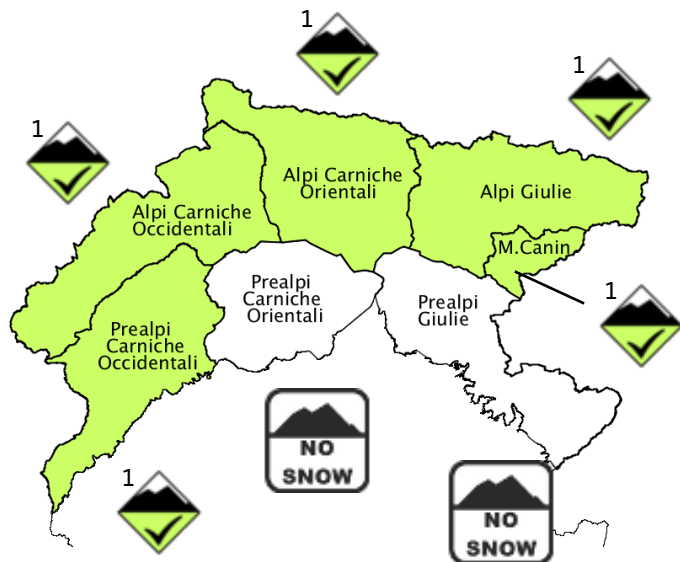 1
1
1
Alpi Carniche
Orientali
Alpi Giulie
Alpi Carniche
Occidentali
M.Canin
Prealpi
Carniche
Orientali
Prealpi
Giulie
1
Prealpi
Carniche
Occidentali
NO
SNOW
1
NO
SNOW